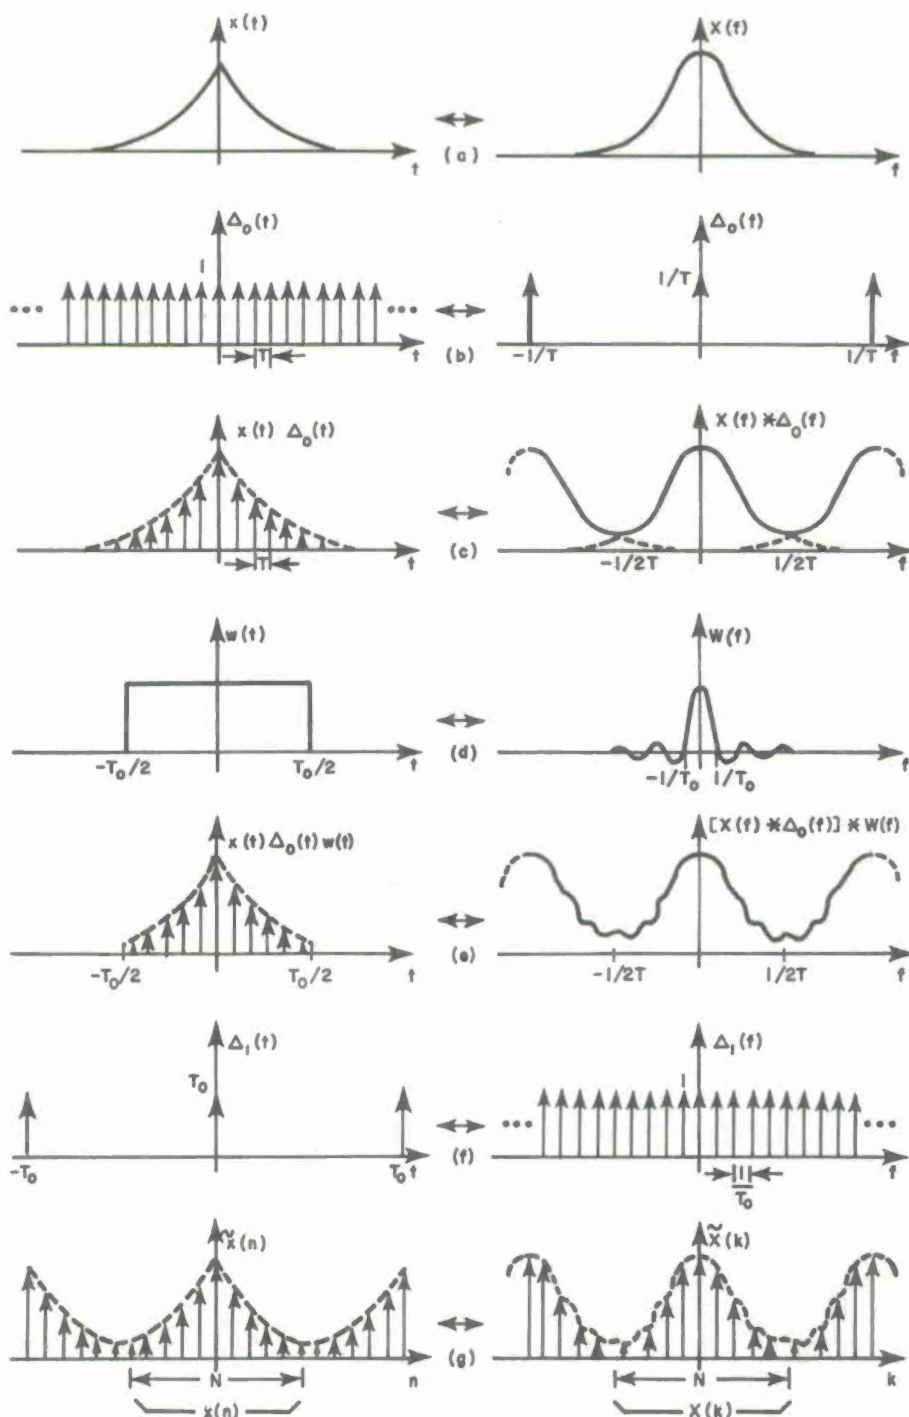 x(t) X(f)
t (a) f
Δ₀(t) Δ₀(f)
1 1/T
••• ••• 
T t (b) -1/T 1/T f
x(t) Δ₀(t) X(f) *Δ₀(f)
(c)
T t -1/2T 1/2T f
w(t) W(f)
-T₀/2 T₀/2 t (d) -1/T₀ 1/T₀ f
x(t) Δ₀(t) w(t) [X(f) *Δ₀(f)] * W(f)
(e)
-T₀/2 T₀/2 t -1/2T 1/2T f
Δ₁(t) Δ₁(f)
T₀ 1
••• •••
-T₀ T₀ t (f) f
1
T₀
x̃(n) X̃(k)
(g)
N n N k
x(n) X(k)